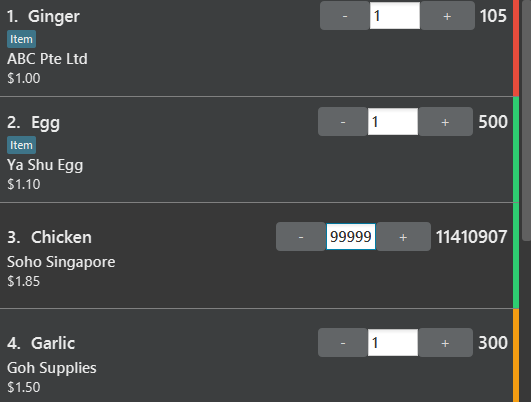 1. Ginger - 1 + 105
Item
ABC Pte Ltd
$1.00
2. Egg - 1 + 500
Item
Ya Shu Egg
$1.10
3. Chicken - 99999 + 11410907
Soho Singapore
$1.85
4. Garlic - 1 + 300
Goh Supplies
$1.50